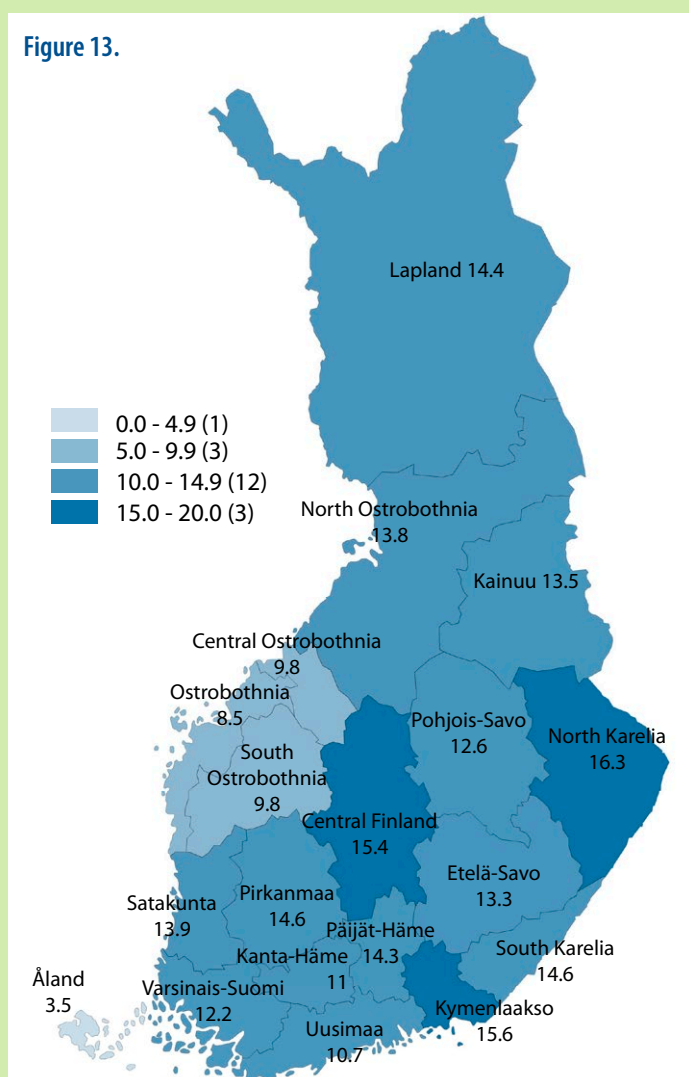 Figure 13.
Lapland 14.4
0.0 - 4.9 (1)
5.0 - 9.9 (3)
10.0 - 14.9 (12)
15.0 - 20.0 (3)
North Ostrobothnia
13.8
Kainuu 13.5
Central Ostrobothnia
9.8
Ostrobothnia
8.5
Pohjois-Savo
12.6
North Karelia
16.3
South
Ostrobothnia
9.8
Central Finland
15.4
Etelä-Savo
13.3
Pirkanmaa
14.6
Satakunta
13.9
Päijät-Häme
14.3
South Karelia
14.6
Kanta-Häme
11
Åland
3.5
Varsinais-Suomi
12.2
Kymenlaakso
15.6
Uusimaa
10.7